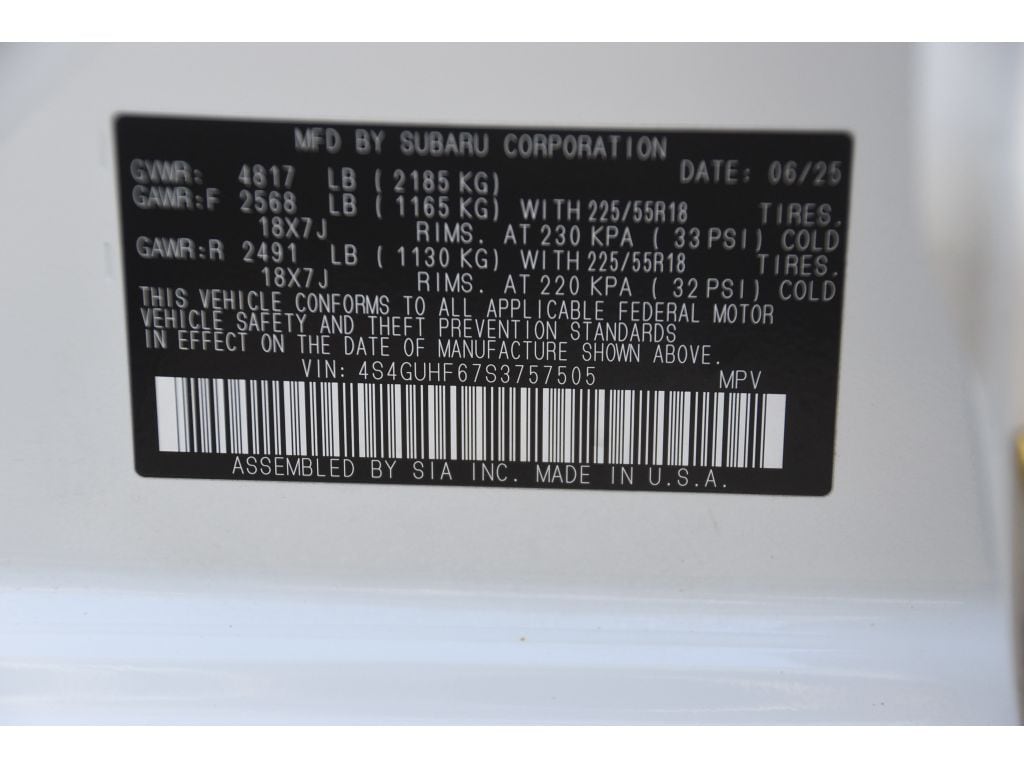 MFD BY SUBARU CORPORATION
GVWR: 4817 LB ( 2185 KG) DATE: 06/25
GAWR:F 2568 LB ( 1165 KG) WITH 225/55R18 TIRES,
18X7J RIMS. AT 230 KPA ( 33 PSI) COLD
GAWR:R 2491 LB ( 1130 KG) WITH 225/55R18 TIRES,
18X7J RIMS. AT 220 KPA ( 32 PSI) COLD
THIS VEHICLE CONFORMS TO ALL APPLICABLE FEDERAL MOTOR
VEHICLE SAFETY AND THEFT PREVENTION STANDARDS
IN EFFECT ON THE DATE OF MANUFACTURE SHOWN ABOVE.
VIN: 4S4GUHF67S3757505 MPV
ASSEMBLED BY SIA INC. MADE IN U.S.A.